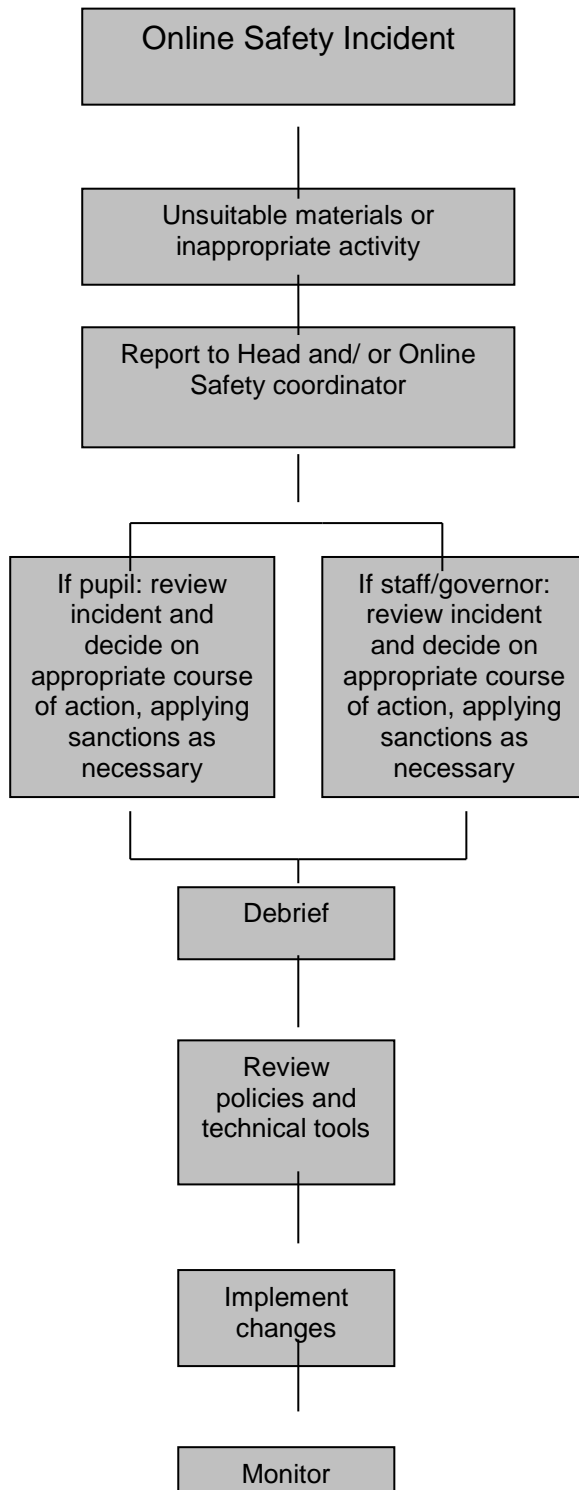 Online Safety Incident
Unsuitable materials or
inappropriate activity
Report to Head and/ or Online
Safety coordinator
If pupil: review
incident and
decide on
appropriate course
of action, applying
sanctions as
necessary
If staff/governor:
review incident
and decide on
appropriate course
of action, applying
sanctions as
necessary
Debrief
Review
policies and
technical tools
Implement
changes
Monitor